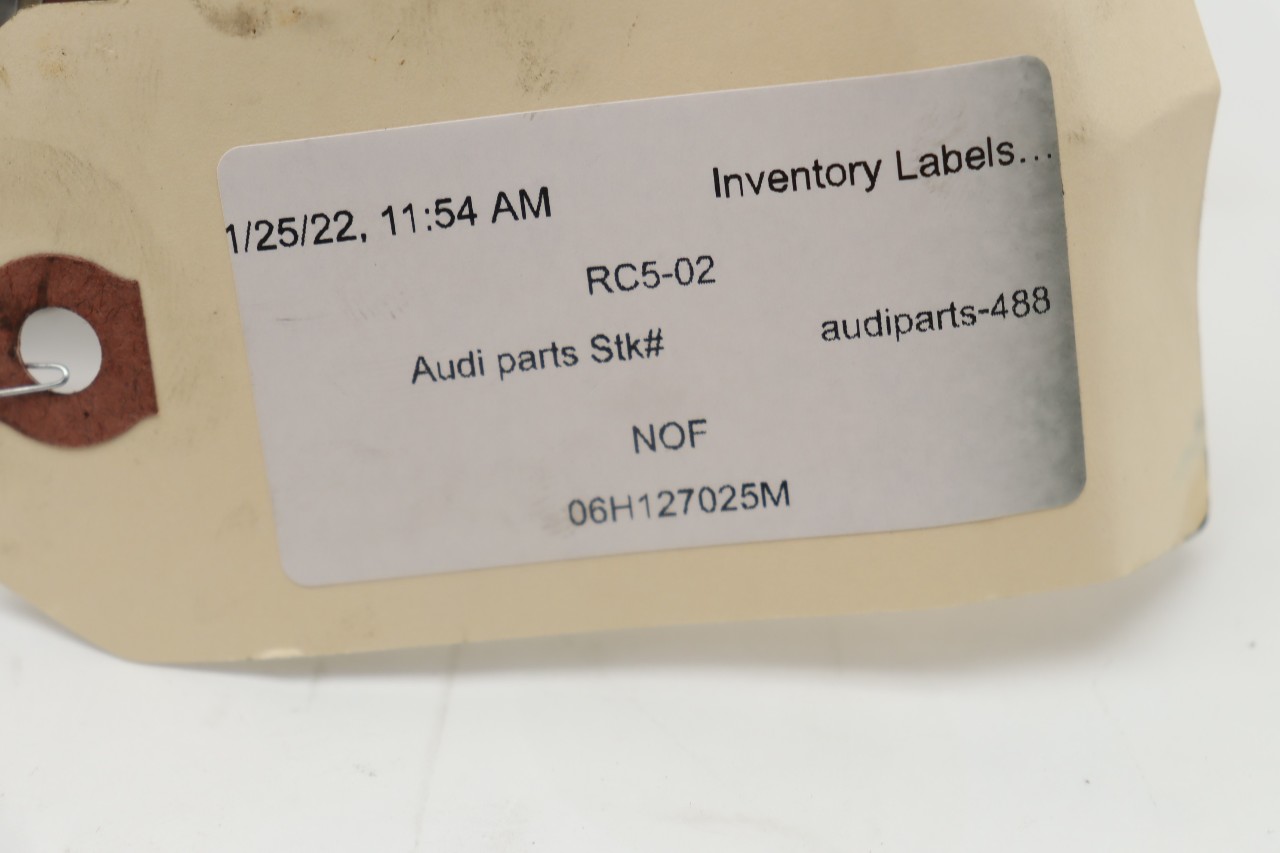 1/25/22, 11:54 AM Inventory Labels...
RC5-02
Audi parts Stk# audiparts-488
NOF
06H127025M